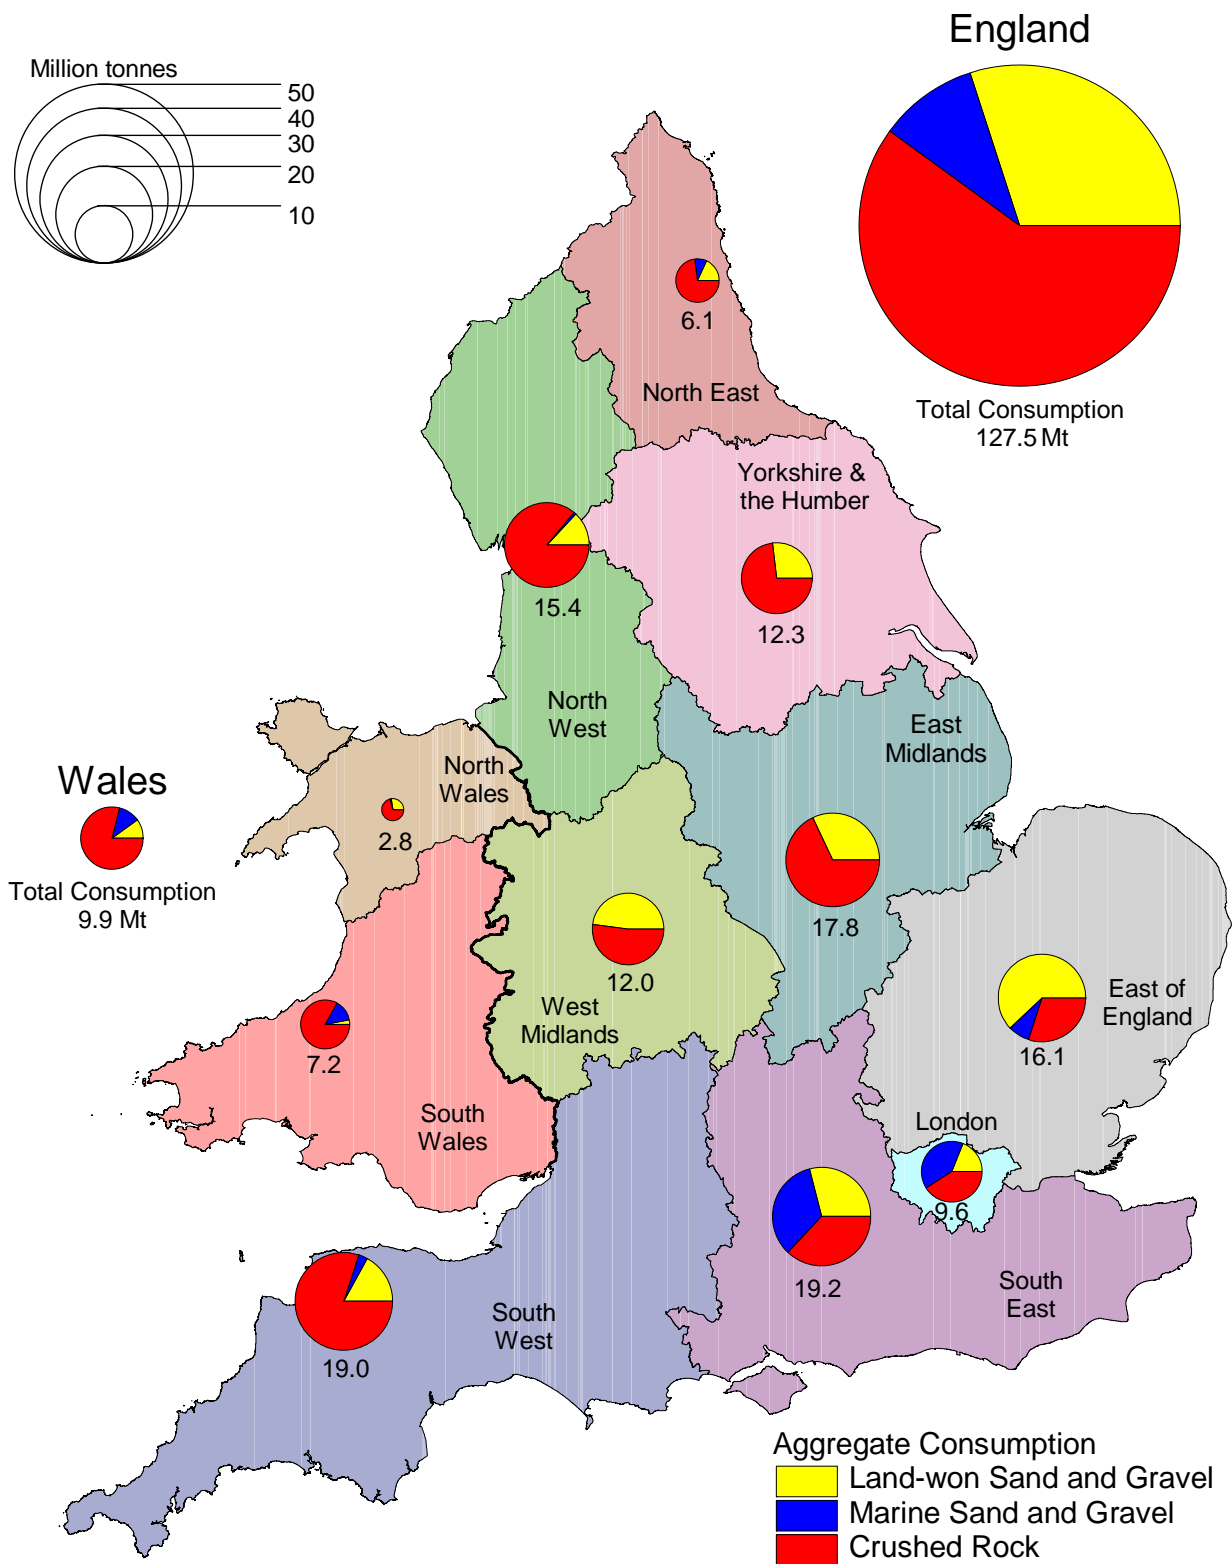 England
Million tonnes
50
40
30
20
10
6.1
North East
Total Consumption
127.5 Mt
Yorkshire &
the Humber
15.4
12.3
North
West
East
Midlands
North
Wales
Wales
2.8
Total Consumption
9.9 Mt
17.8
12.0
West
Midlands
East of
England
16.1
7.2
South
Wales
London
9.6
19.2
South
East
South
West
19.0
Aggregate Consumption
Land-won Sand and Gravel
Marine Sand and Gravel
Crushed Rock